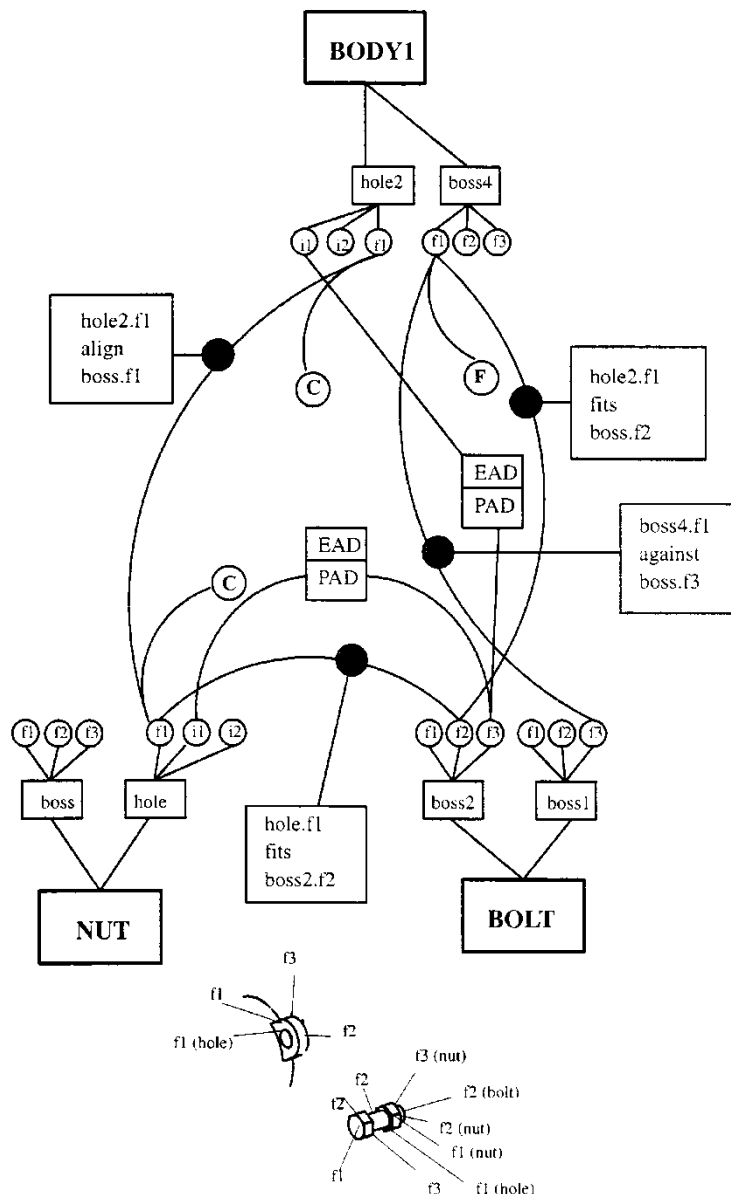 BODY1
hole2
boss4
i1
i2
f1
f1
f2
f3
hole2.f1
align
boss.f1
C
F
hole2.f1
fits
boss.f2
EAD
PAD
boss4.f1
against
boss.f3
EAD
PAD
C
f1
f2
f3
f1
i1
i2
f1
f2
f3
f1
f2
f3
boss
hole
boss2
boss1
hole.f1
fits
boss2.f2
NUT
BOLT
f3
f1
f2
f1 (hole)
f3 (nut)
f2
f2 (bolt)
f2
f2 (nut)
f1 (nut)
f1
f3
f1 (hole)